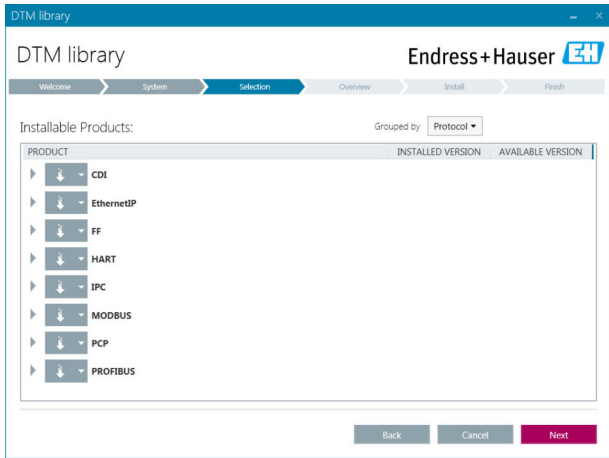 DTM library
DTM library
Endress+Hauser EH
Welcome System Selection Overview Install Finish
Installable Products:
Grouped by Protocol
PRODUCT INSTALLED VERSION AVAILABLE VERSION
CDI
EthernetIP
FF
HART
IPC
MODBUS
PCP
PROFIBUS
Back Cancel Next